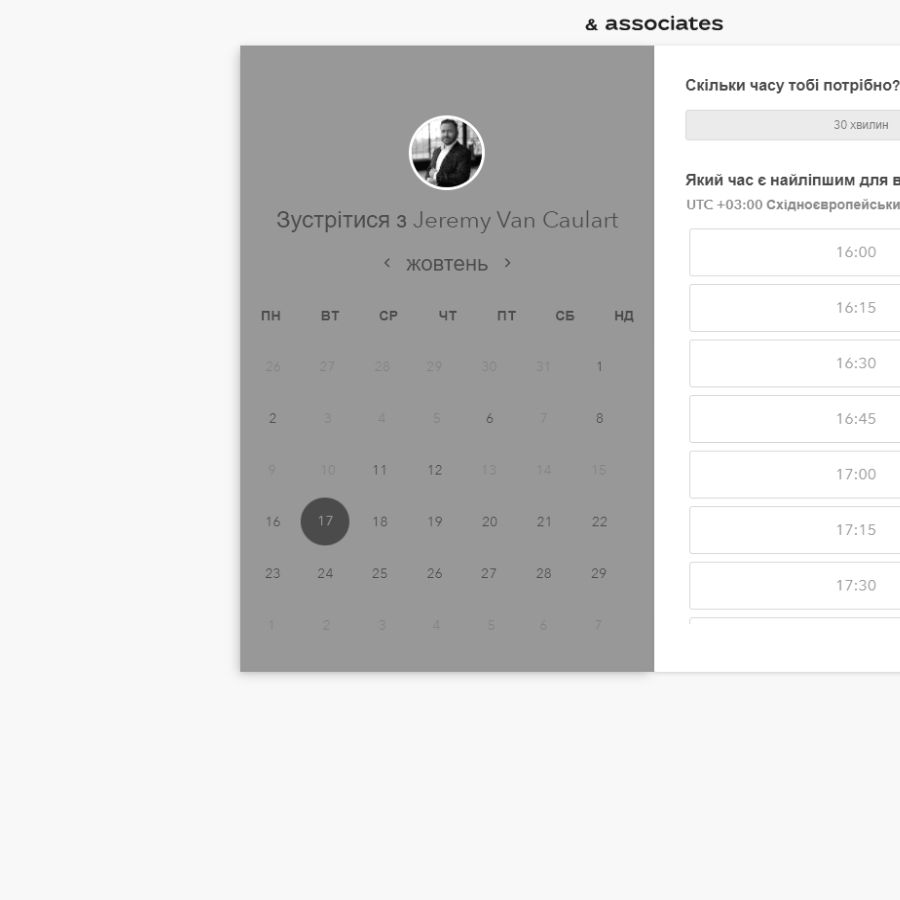 & associates
Зустрітися з Jeremy Van Caulart
жовтень
ПН ВТ СР ЧТ ПТ СБ НД
26 27 28 29 30 31 1
2 3 4 5 6 7 8
9 10 11 12 13 14 15
16 17 18 19 20 21 22
23 24 25 26 27 28 29
1 2 3 4 5 6 7
Скільки часу тобі потрібно?
30 хвилин
Який час є найліпшим для в
UTC +03:00 Східноєвропейськи
16:00
16:15
16:30
16:45
17:00
17:15
17:30